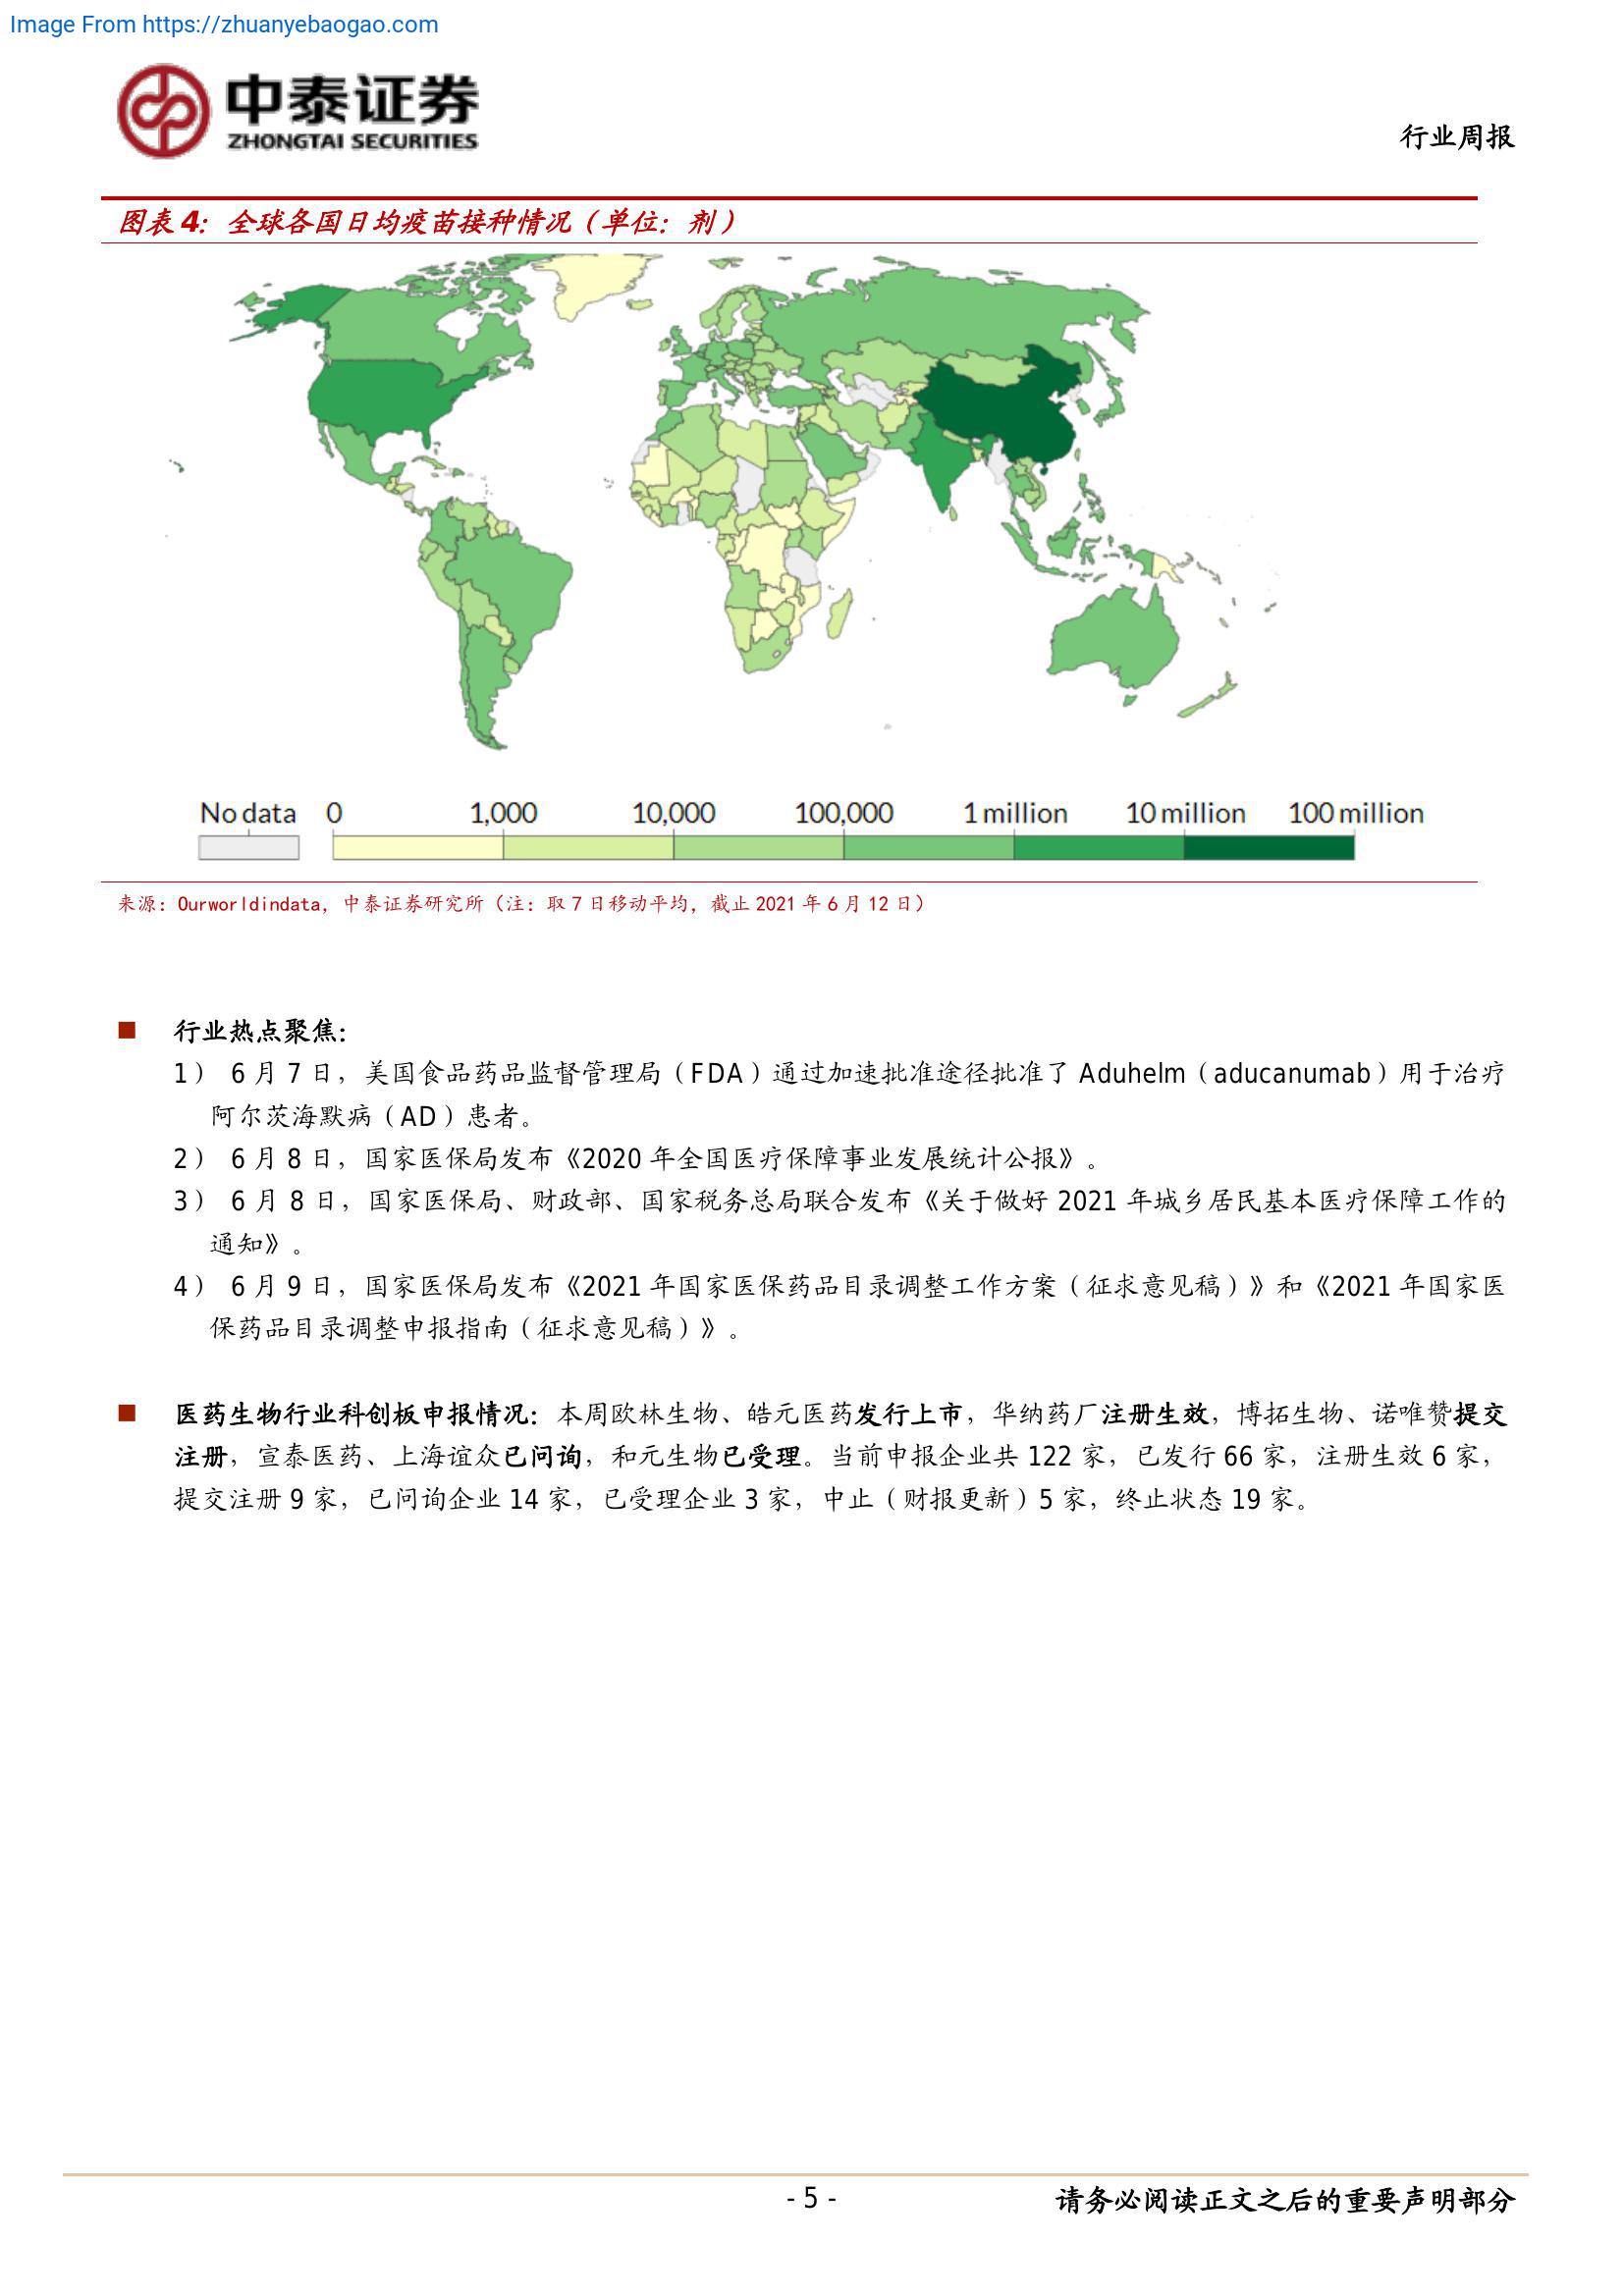 Image From https://zhuanyebaogao.com
中泰证券
ZHONGTAI SECURITIES
行业周报
图表 4：全球各国日均疫苗接种情况（单位：剂）
No data 0 1,000 10,000 100,000 1 million 10 million 100 million
来源：Ourworldindata，中泰证券研究所（注：取 7 日移动平均，截止 2021 年 6 月 12 日）
■ 行业热点聚焦：
1） 6 月 7 日，美国食品药品监督管理局（FDA）通过加速批准途径批准了 Aduhelm（aducanumab）用于治疗
阿尔茨海默病（AD）患者。
2） 6 月 8 日，国家医保局发布《2020 年全国医疗保障事业发展统计公报》。
3） 6 月 8 日，国家医保局、财政部、国家税务总局联合发布《关于做好 2021 年城乡居民基本医疗保障工作的
通知》。
4） 6 月 9 日，国家医保局发布《2021 年国家医保药品目录调整工作方案（征求意见稿）》和《2021 年国家医
保药品目录调整申报指南（征求意见稿）》。
■ 医药生物行业科创板申报情况：本周欧林生物、皓元医药发行上市，华纳药厂注册生效，博拓生物、诺唯赞提交
注册，宣泰医药、上海谊众已问询，和元生物已受理。当前申报企业共 122 家，已发行 66 家，注册生效 6 家，
提交注册 9 家，已问询企业 14 家，已受理企业 3 家，中止（财报更新）5 家，终止状态 19 家。
- 5 -
请务必阅读正文之后的重要声明部分